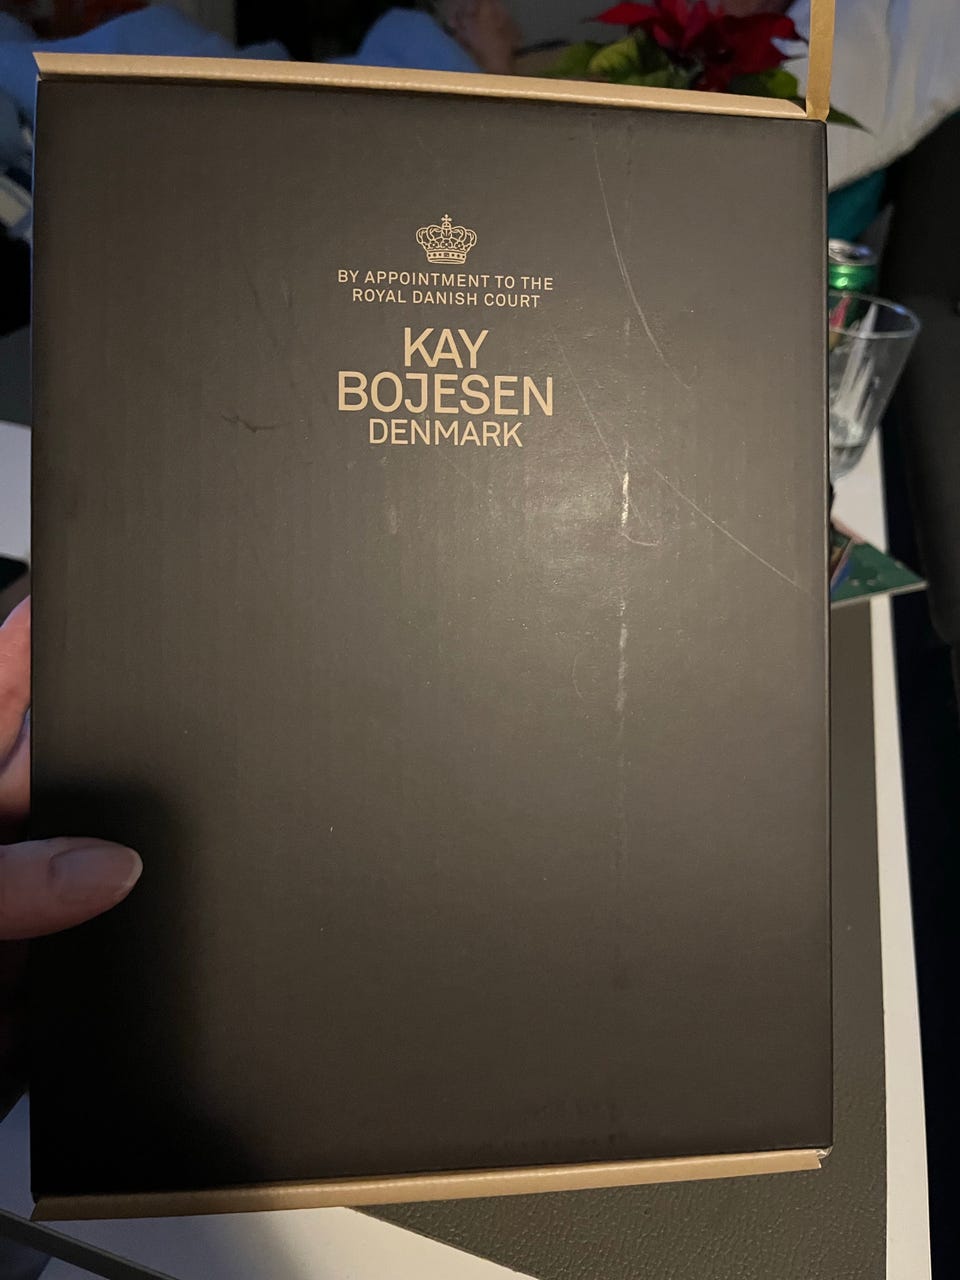 BY APPOINTMENT TO THE
ROYAL DANISH COURT
KAY
BOJESEN
DENMARK